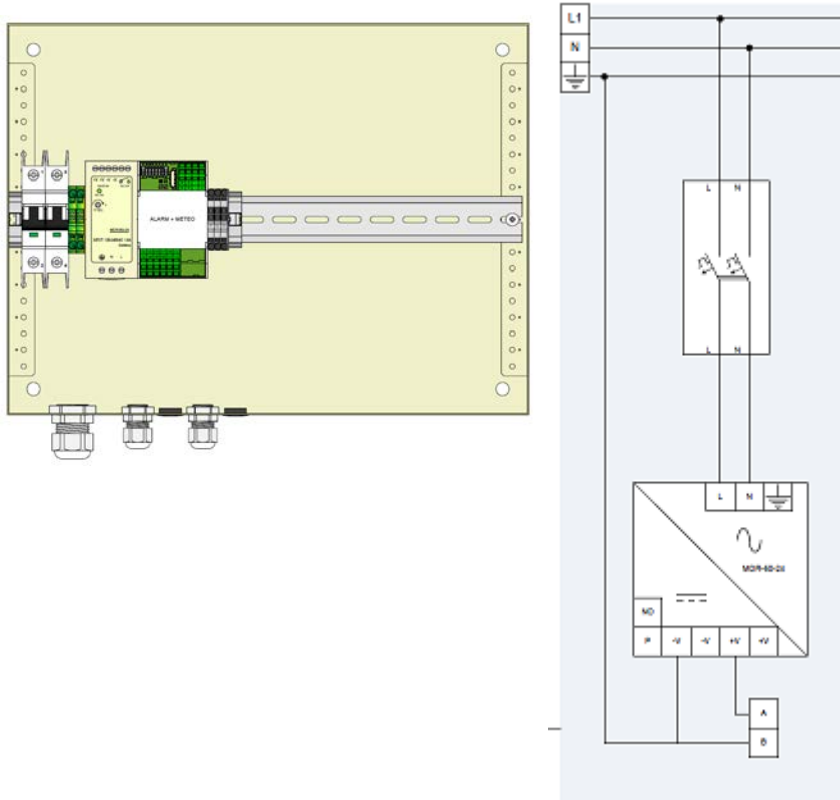 ALARM + METEO
L1
N
L N
L N
L N
MDR-60-24
NO
P -V -V +V +V
A
B